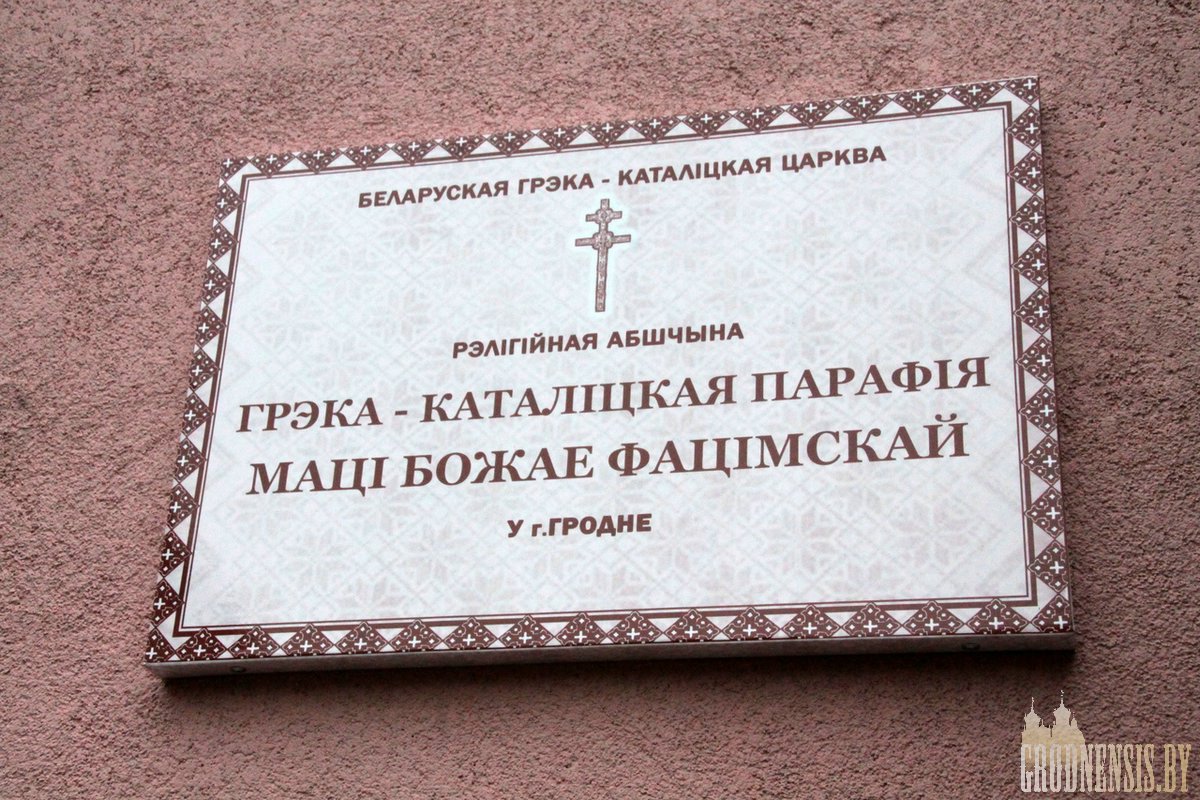 БЕЛАРУСКАЯ ГРЭКА - КАТАЛІЦКАЯ ЦАРКВА
РЭЛІГІЙНАЯ АБШЧЫНА
ГРЭКА - КАТАЛІЦКАЯ ПАРАФІЯ
МАЦІ БОЖАЕ ФАЦІМСКАЙ
У г.ГРОДНЕ
GRODNENSIS.BY